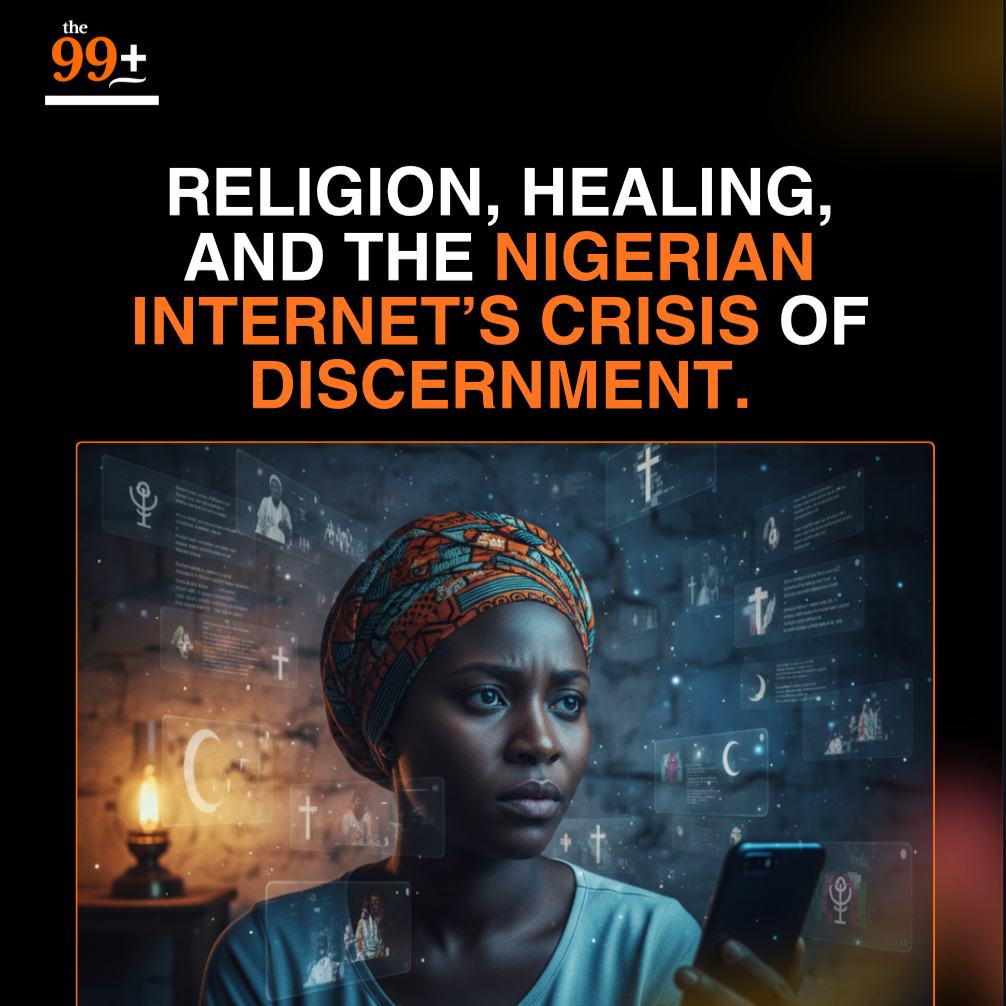 the
99+
RELIGION, HEALING,
AND THE NIGERIAN
INTERNET’S CRISIS OF
DISCERNMENT.